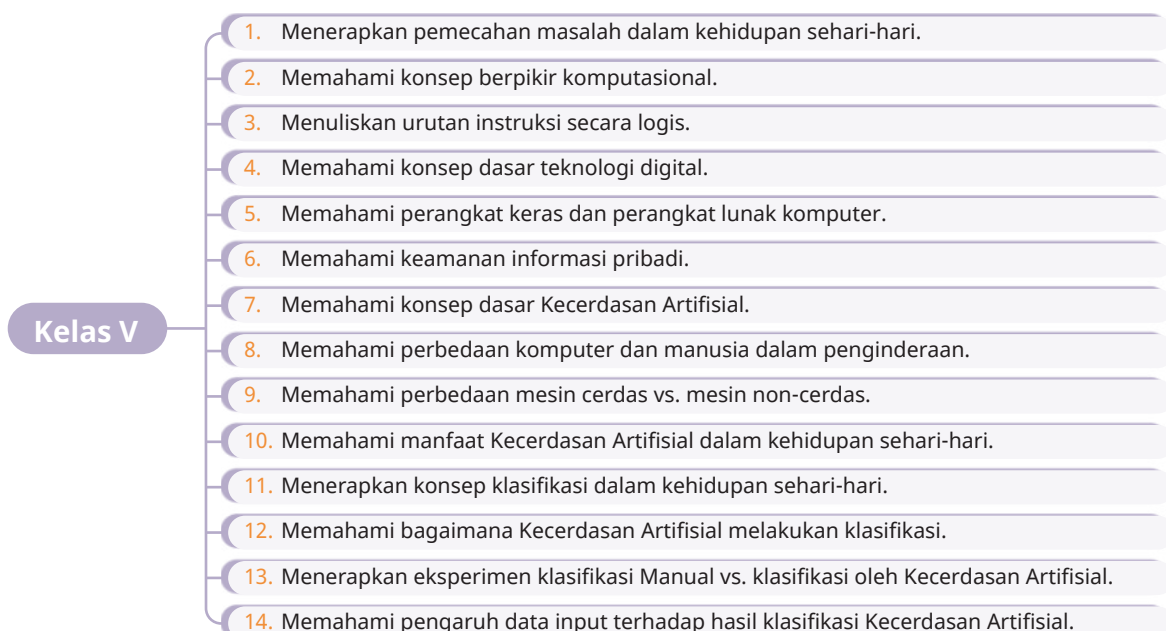 1. Menerapkan pemecahan masalah dalam kehidupan sehari-hari.
2. Memahami konsep berpikir komputasional.
3. Menuliskan urutan instruksi secara logis.
4. Memahami konsep dasar teknologi digital.
5. Memahami perangkat keras dan perangkat lunak komputer.
6. Memahami keamanan informasi pribadi.
7. Memahami konsep dasar Kecerdasan Artifisial.
Kelas V
8. Memahami perbedaan komputer dan manusia dalam penginderaan.
9. Memahami perbedaan mesin cerdas vs. mesin non-cerdas.
10. Memahami manfaat Kecerdasan Artifisial dalam kehidupan sehari-hari.
11. Menerapkan konsep klasifikasi dalam kehidupan sehari-hari.
12. Memahami bagaimana Kecerdasan Artifisial melakukan klasifikasi.
13. Menerapkan eksperimen klasifikasi Manual vs. klasifikasi oleh Kecerdasan Artifisial.
14. Memahami pengaruh data input terhadap hasil klasifikasi Kecerdasan Artifisial.